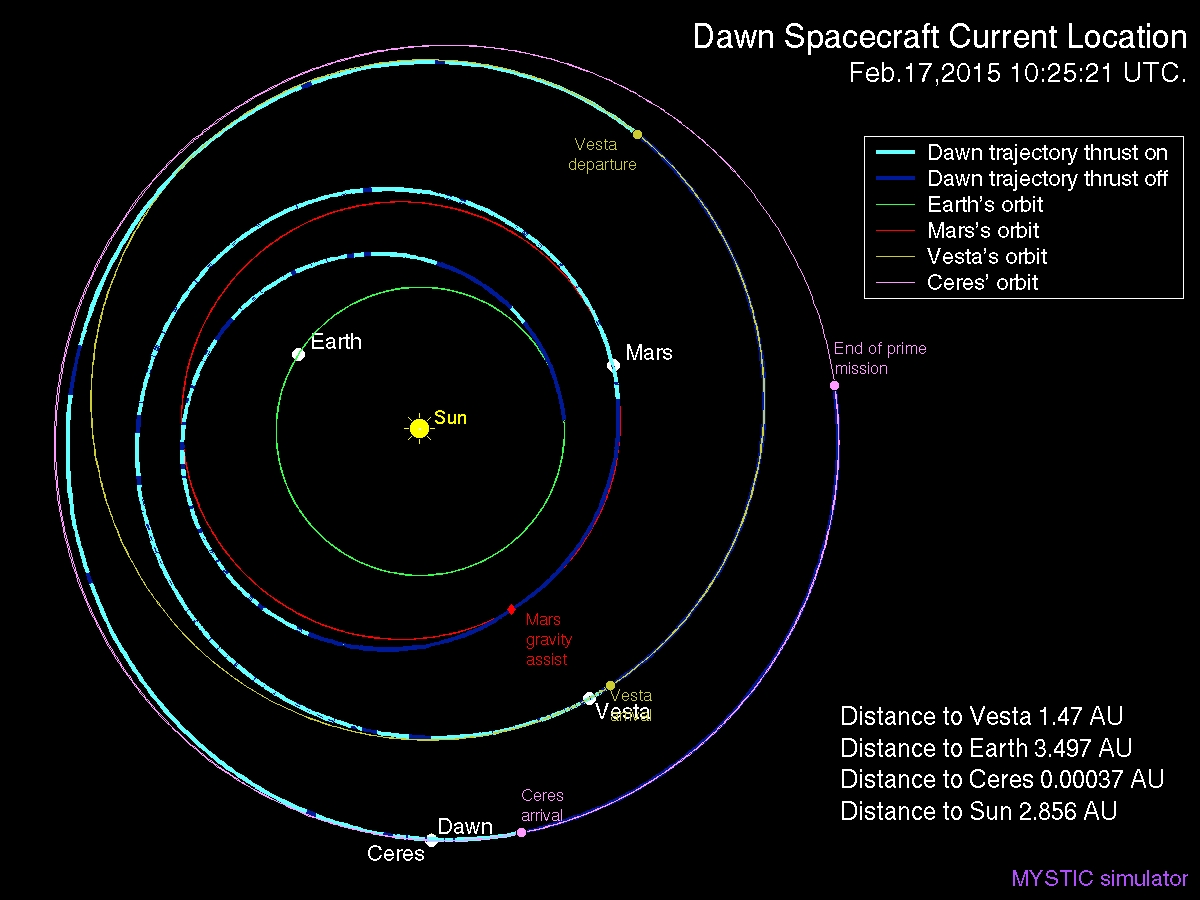 Dawn Spacecraft Current Location
Feb.17,2015 10:25:21 UTC.
Dawn trajectory thrust on
Dawn trajectory thrust off
Earth's orbit
Mars's orbit
Vesta's orbit
Ceres' orbit
Vesta
departure
Earth
Mars
End of prime
mission
Sun
Mars
gravity
assist
Vesta
arrival
Vesta
Ceres
arrival
Dawn
Ceres
Distance to Vesta 1.47 AU
Distance to Earth 3.497 AU
Distance to Ceres 0.00037 AU
Distance to Sun 2.856 AU
MYSTIC simulator